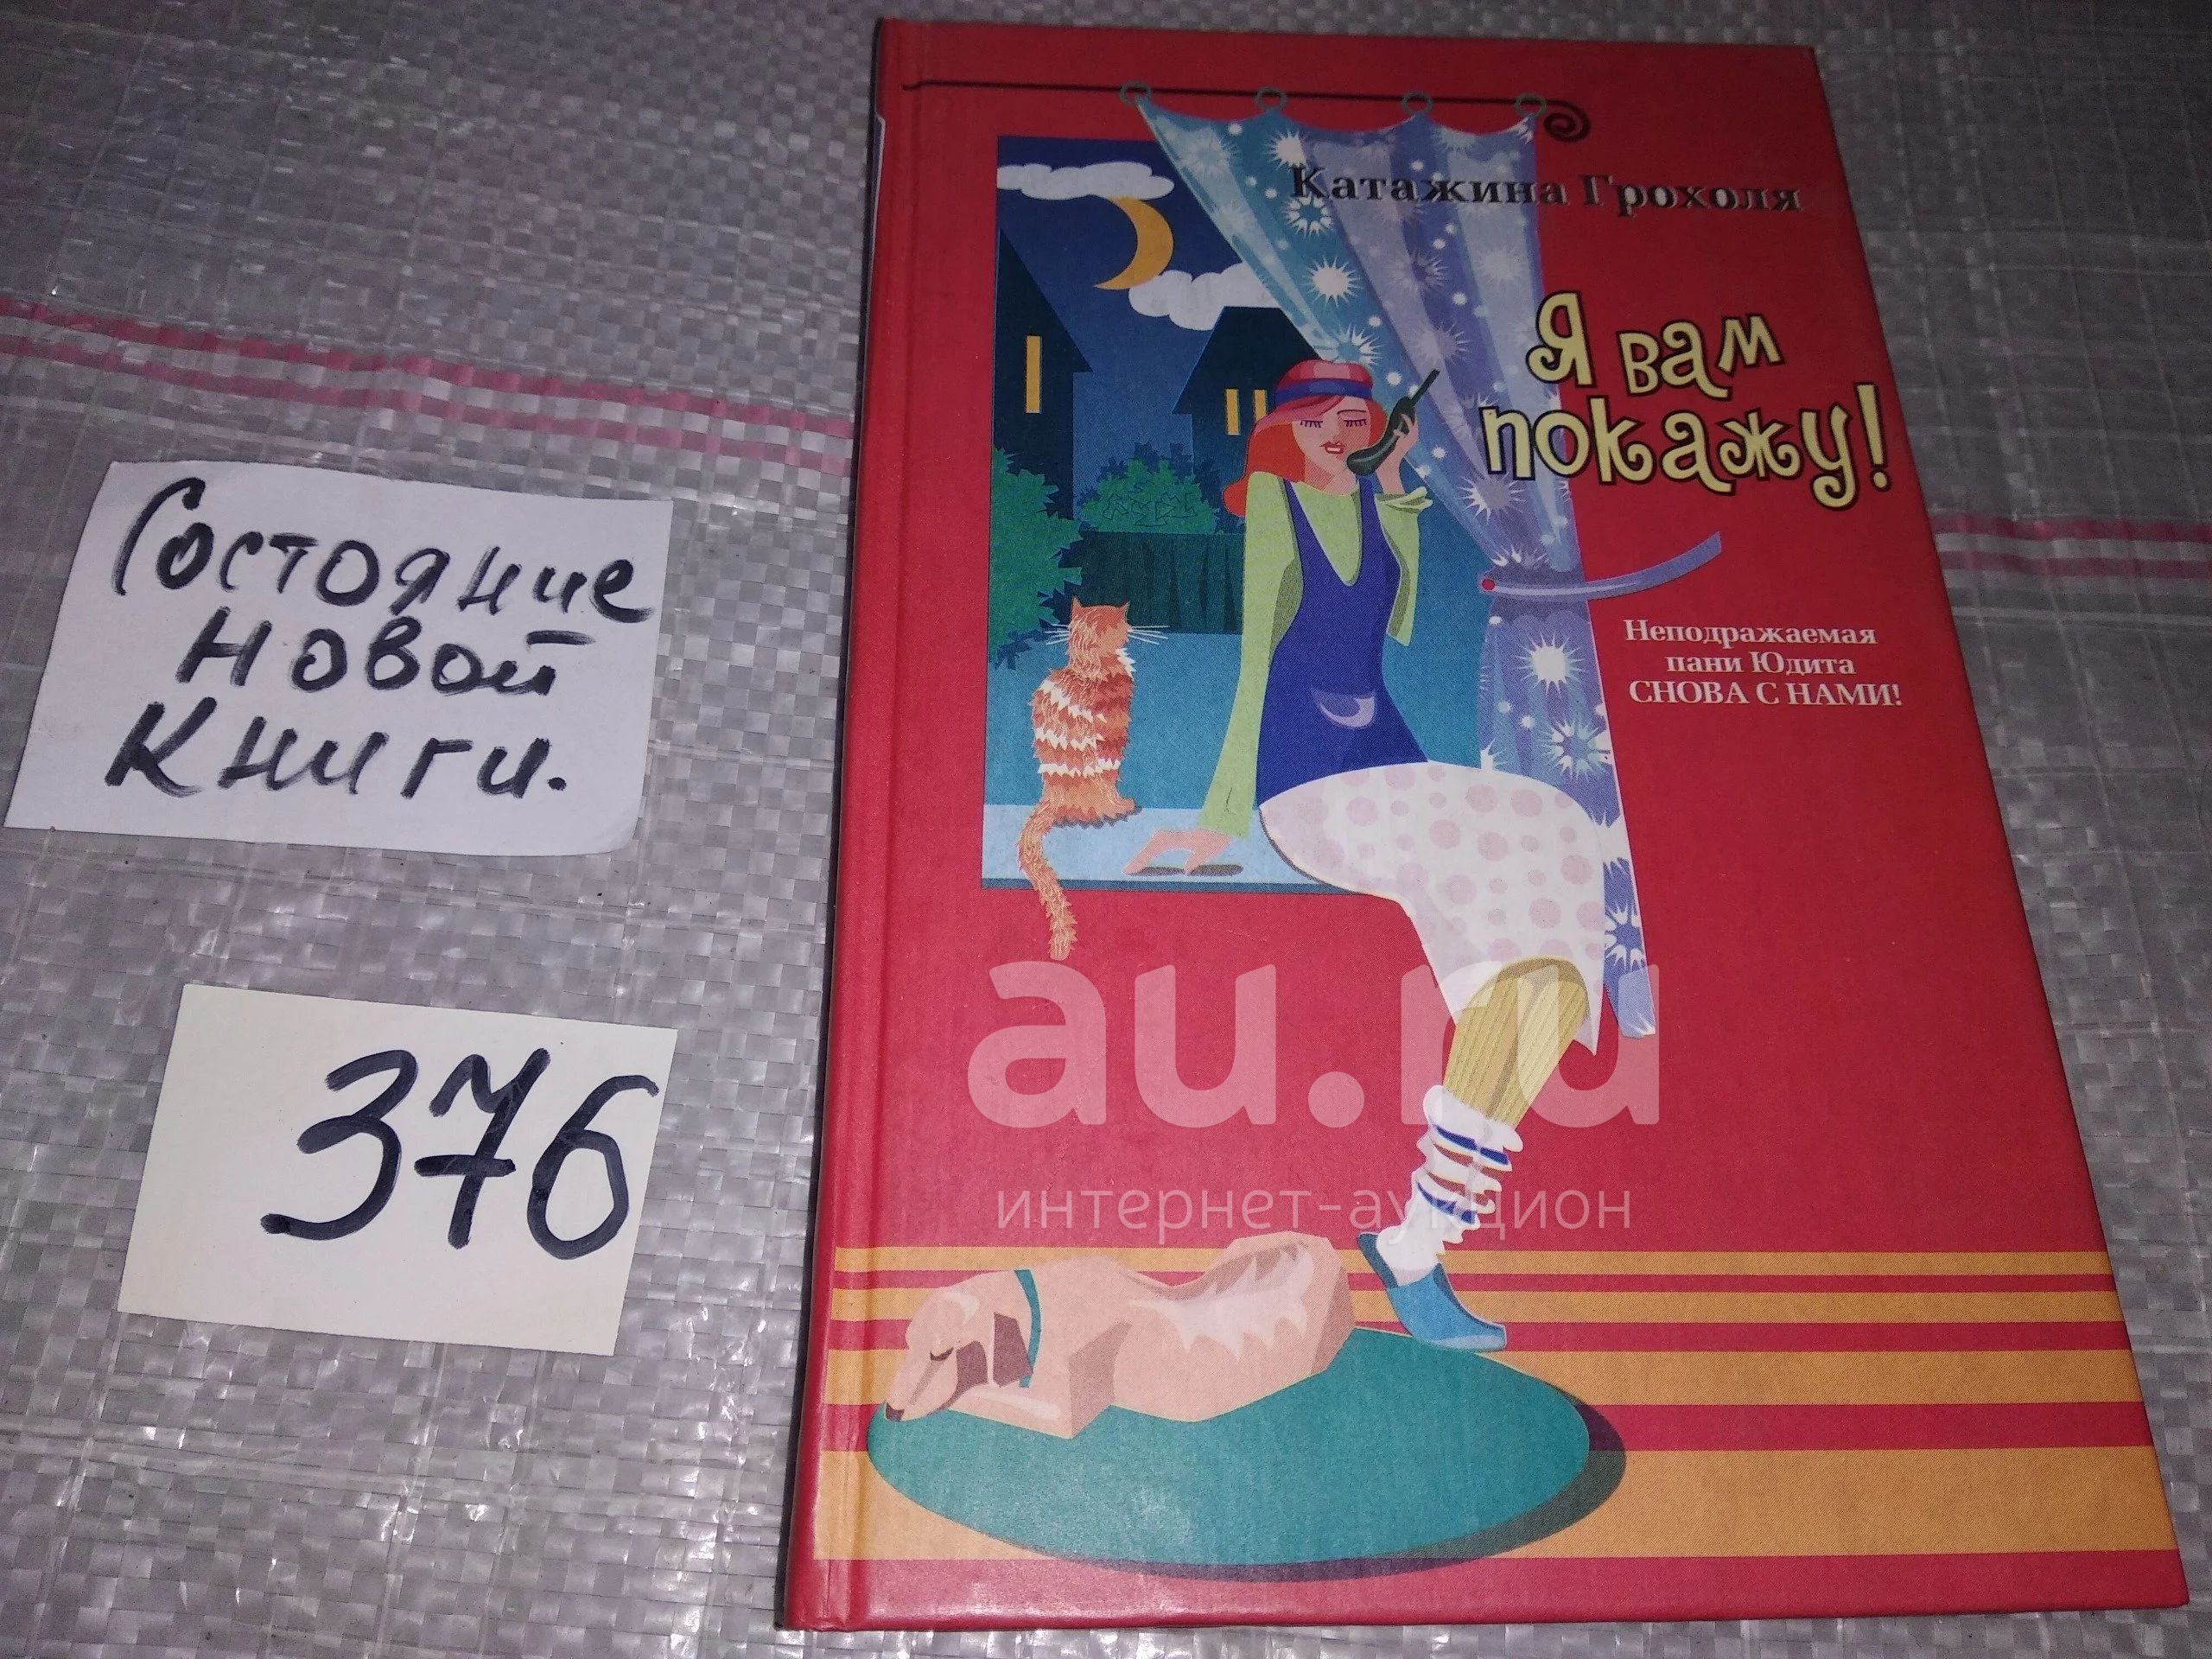 Состояние
новой
книги.
376
Катажина Грохоля
Я вам
покажу!
Неподражаемая
пани Юдита
СНОВА С НАМИ!
au.ru
интернет-аукцион